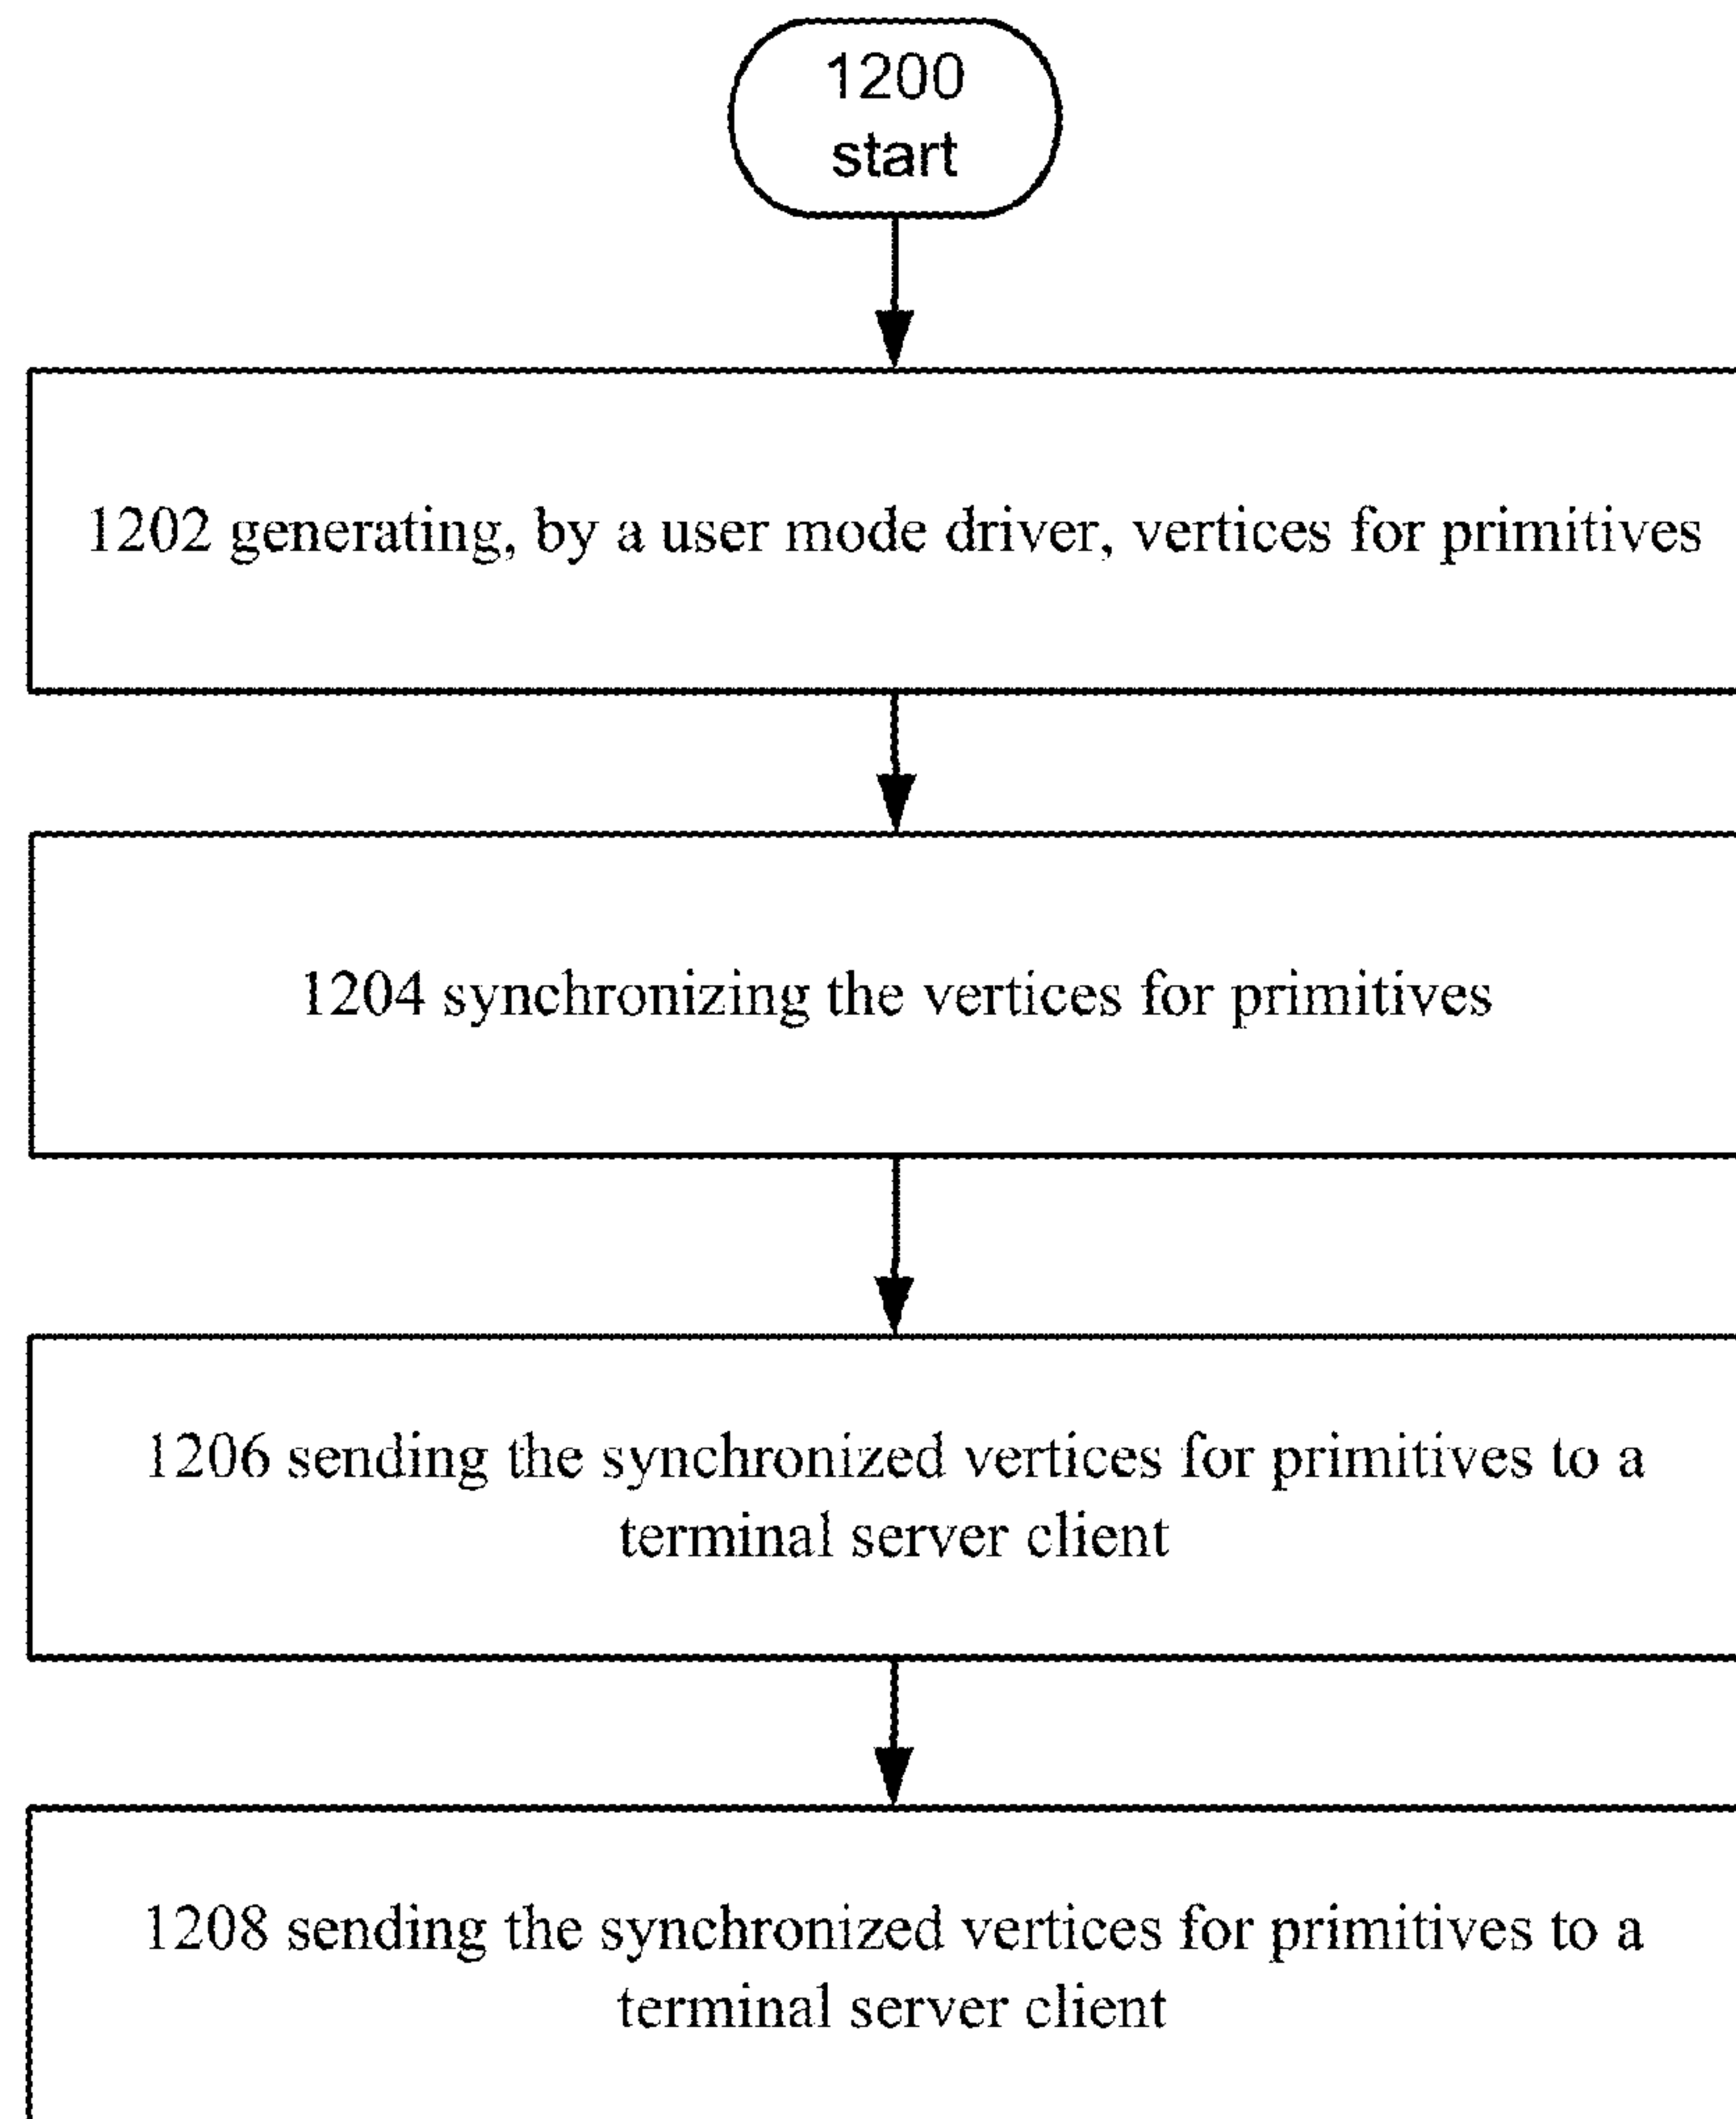 1200
start
1202 generating, by a user mode driver, vertices for primitives
1204 synchronizing the vertices for primitives
1206 sending the synchronized vertices for primitives to a
terminal server client
1208 sending the synchronized vertices for primitives to a
terminal server client